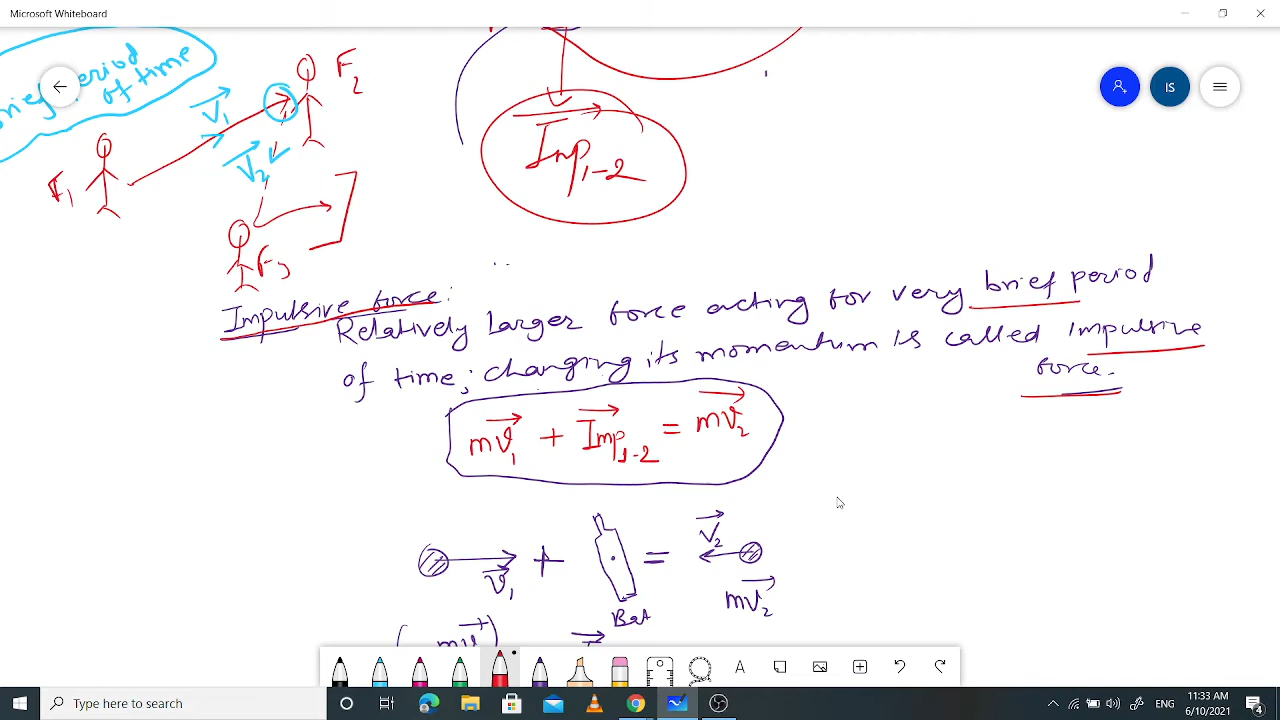 Microsoft Whiteboard
brief period
of time
V₁
V₂
F₁
F₂
F₃
Imp₁₋₂
IS
Impulsive force:
Relatively larger force acting for very brief period
of time; changing its momentum is called impulsive
force.
mv₁ + Imp₁₋₂ = mv₂
v₁ + = V₂
Bat
mv₂
A
Type here to search
ENG
11:33 AM
6/10/2021
4